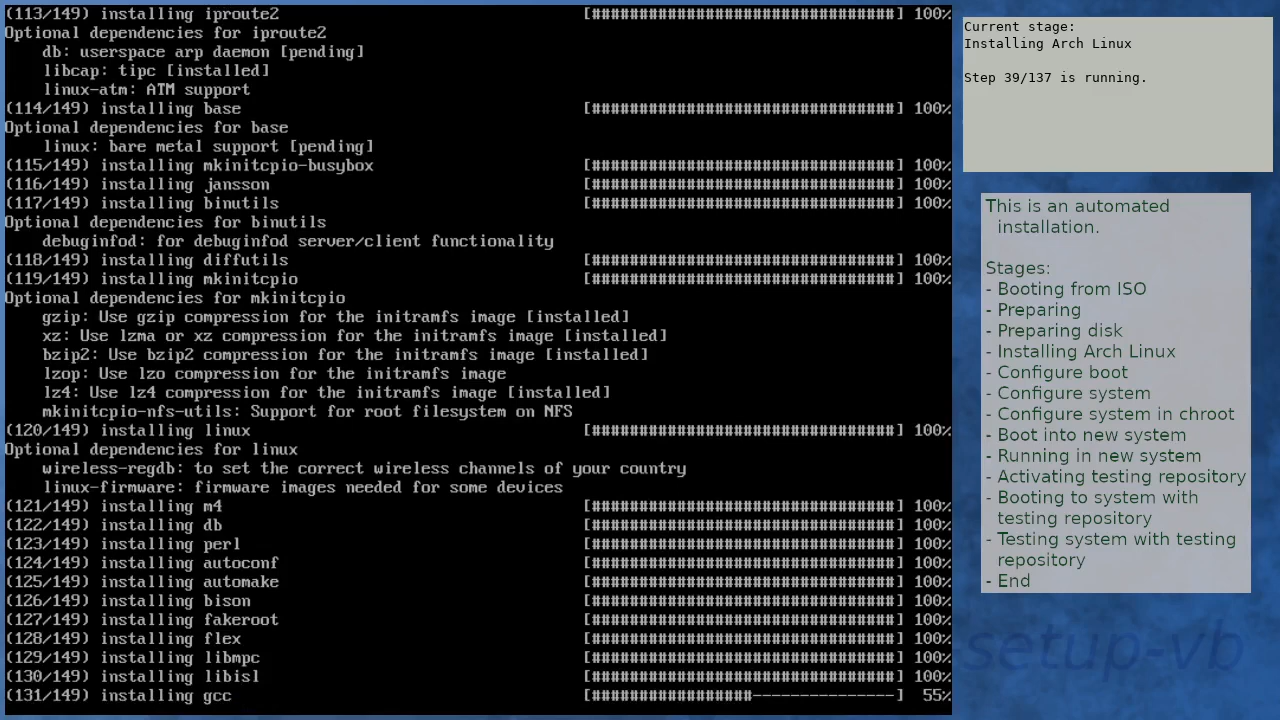 (113/149) installing iproute2 [################################] 100%
Optional dependencies for iproute2
    db: userspace arp daemon [pending]
    libcap: tipc [installed]
    linux-atm: ATM support
(114/149) installing base [################################] 100%
Optional dependencies for base
    linux: bare metal support [pending]
(115/149) installing mkinitcpio-busybox [################################] 100%
(116/149) installing jansson [################################] 100%
(117/149) installing binutils [################################] 100%
Optional dependencies for binutils
    debuginfod: for debuginfod server/client functionality
(118/149) installing diffutils [################################] 100%
(119/149) installing mkinitcpio [################################] 100%
Optional dependencies for mkinitcpio
    gzip: Use gzip compression for the initramfs image [installed]
    xz: Use lzma or xz compression for the initramfs image [installed]
    bzip2: Use bzip2 compression for the initramfs image [installed]
    lzop: Use lzo compression for the initramfs image
    lz4: Use lz4 compression for the initramfs image [installed]
    mkinitcpio-nfs-utils: Support for root filesystem on NFS
(120/149) installing linux [################################] 100%
Optional dependencies for linux
    wireless-regdb: to set the correct wireless channels of your country
    linux-firmware: firmware images needed for some devices
(121/149) installing m4 [################################] 100%
(122/149) installing db [################################] 100%
(123/149) installing perl [################################] 100%
(124/149) installing autoconf [################################] 100%
(125/149) installing automake [################################] 100%
(126/149) installing bison [################################] 100%
(127/149) installing fakeroot [################################] 100%
(128/149) installing flex [################################] 100%
(129/149) installing libmpc [################################] 100%
(130/149) installing libisl [################################] 100%
(131/149) installing gcc [#################---------------] 55%
Current stage:
Installing Arch Linux
Step 39/137 is running.
This is an automated
installation.
Stages:
- Booting from ISO
- Preparing
- Preparing disk
- Installing Arch Linux
- Configure boot
- Configure system
- Configure system in chroot
- Boot into new system
- Running in new system
- Activating testing repository
- Booting to system with
testing repository
- Testing system with testing
repository
- End
setup-vb